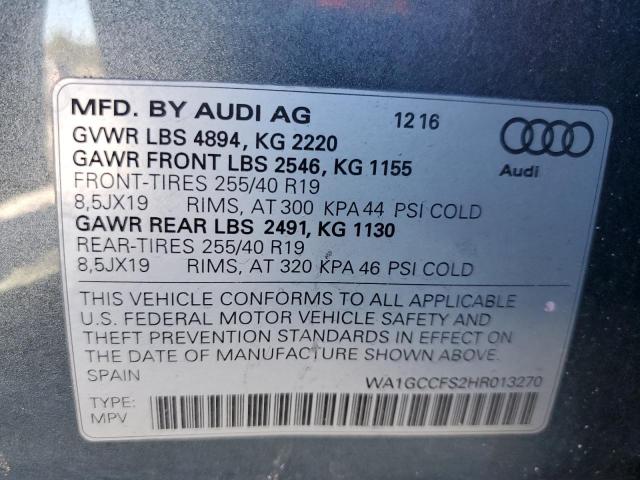 MFD. BY AUDI AG 12 16
GVWR LBS 4894, KG 2220
GAWR FRONT LBS 2546, KG 1155
FRONT-TIRES 255/40 R19
8,5JX19 RIMS, AT 300 KPA 44 PSI COLD
GAWR REAR LBS 2491, KG 1130
REAR-TIRES 255/40 R19
8,5JX19 RIMS, AT 320 KPA 46 PSI COLD
Audi
THIS VEHICLE CONFORMS TO ALL APPLICABLE
U.S. FEDERAL MOTOR VEHICLE SAFETY AND
THEFT PREVENTION STANDARDS IN EFFECT ON
THE DATE OF MANUFACTURE SHOWN ABOVE.
SPAIN WA1GCCFS2HR013270
TYPE:
MPV